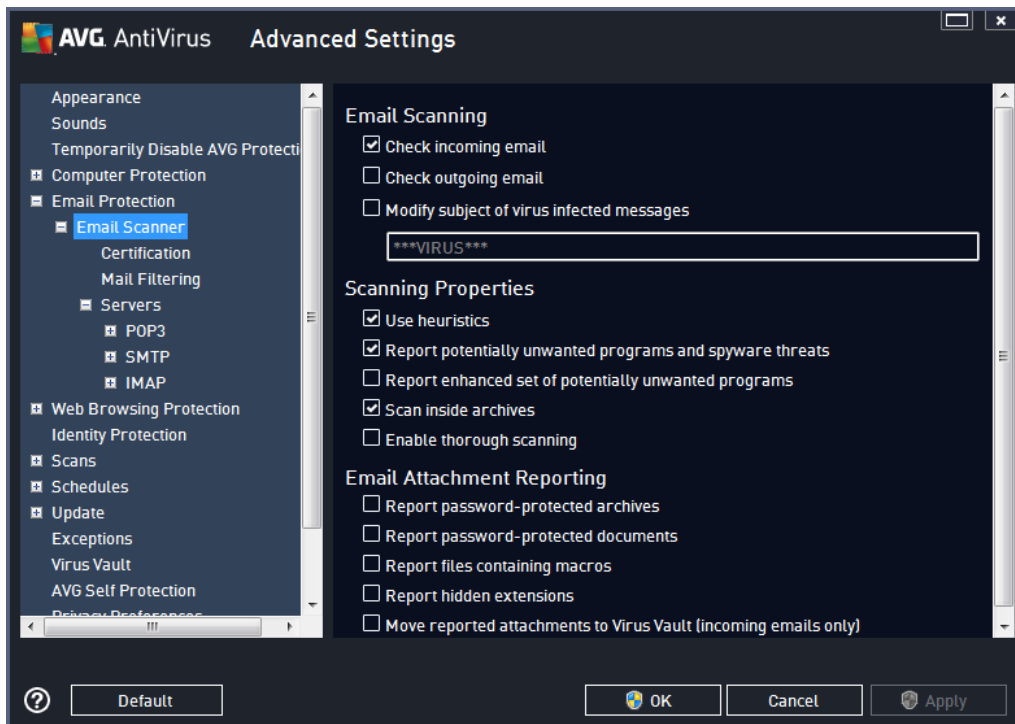 AVG. AntiVirus Advanced Settings
Appearance
Sounds
Temporarily Disable AVG Protecti
Computer Protection
Email Protection
Email Scanner
Certification
Mail Filtering
Servers
POP3
SMTP
IMAP
Web Browsing Protection
Identity Protection
Scans
Schedules
Update
Exceptions
Virus Vault
AVG Self Protection
Privacy Preferences
Email Scanning
Check incoming email
Check outgoing email
Modify subject of virus infected messages
***VIRUS***
Scanning Properties
Use heuristics
Report potentially unwanted programs and spyware threats
Report enhanced set of potentially unwanted programs
Scan inside archives
Enable thorough scanning
Email Attachment Reporting
Report password-protected archives
Report password-protected documents
Report files containing macros
Report hidden extensions
Move reported attachments to Virus Vault (incoming emails only)
Default
OK
Cancel
Apply